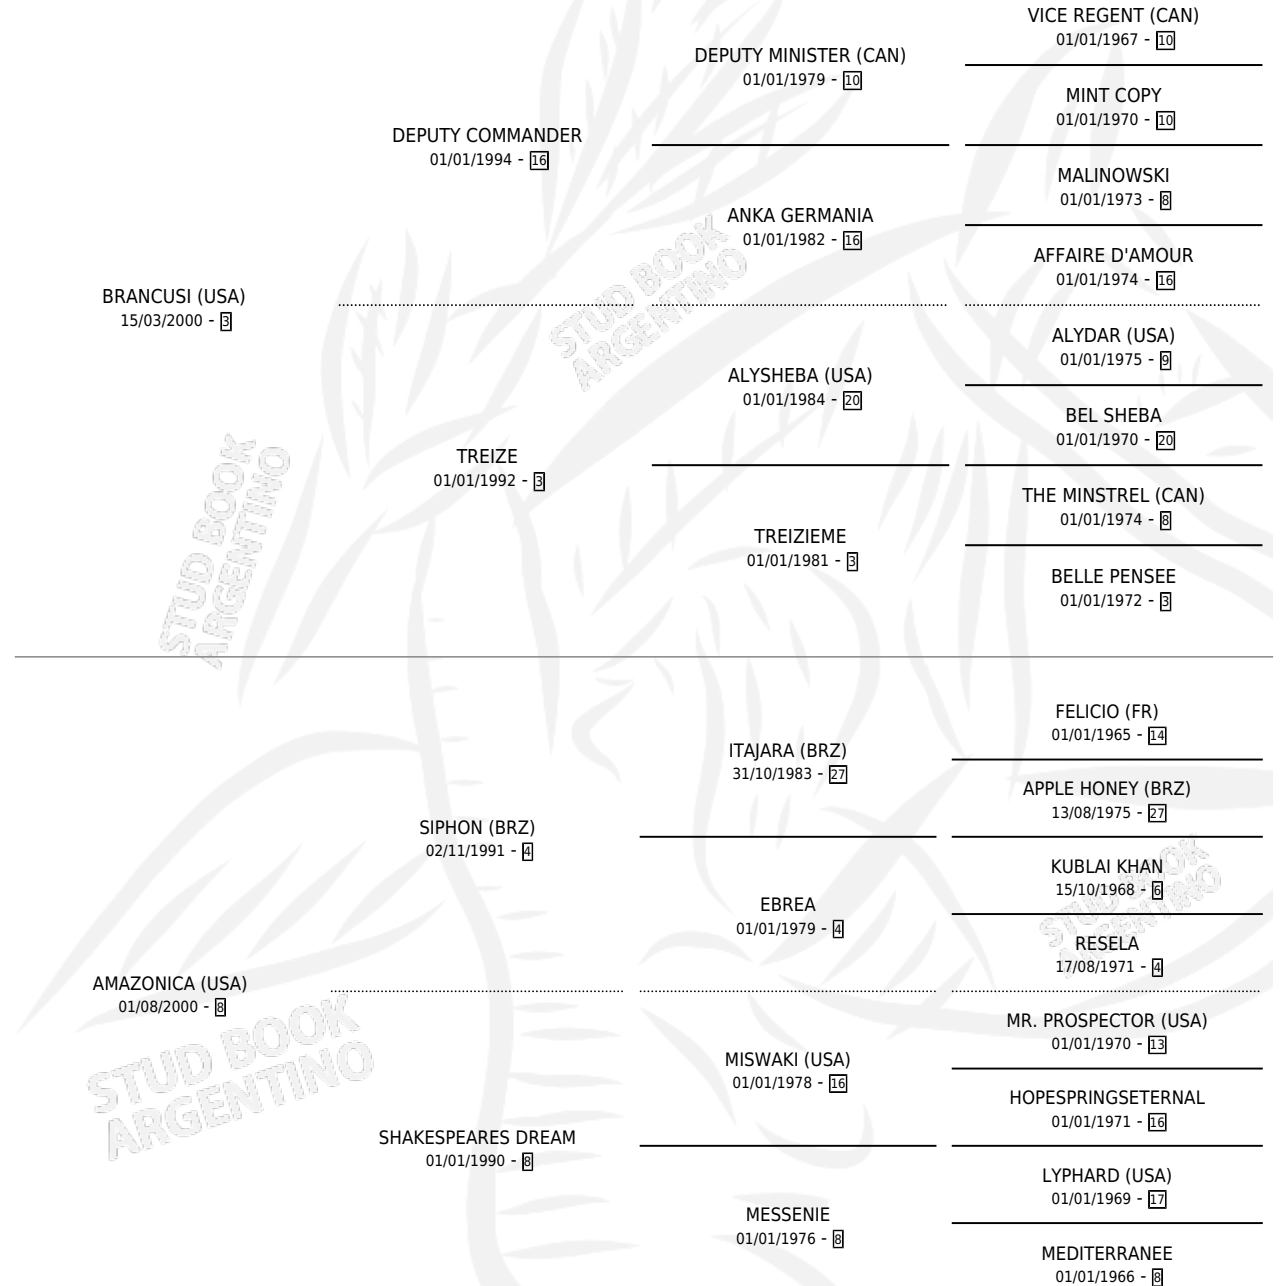 VICE REGENT (CAN)
01/01/1967 - 10
DEPUTY MINISTER (CAN)
01/01/1979 - 10
MINT COPY
01/01/1970 - 10
DEPUTY COMMANDER
01/01/1994 - 16
MALINOWSKI
01/01/1973 - 8
ANKA GERMANIA
01/01/1982 - 16
AFFAIRE D'AMOUR
01/01/1974 - 16
BRANCUSI (USA)
15/03/2000 - 3
STUD BOOK
ARGENTINO
ALYDAR (USA)
01/01/1975 - 9
ALYSHEBA (USA)
01/01/1984 - 20
BEL SHEBA
01/01/1970 - 20
TREIZE
01/01/1992 - 3
THE MINSTREL (CAN)
01/01/1974 - 8
TREIZIEME
01/01/1981 - 3
BELLE PENSEE
01/01/1972 - 3
STUD BOOK
ARGENTINO
FELICIO (FR)
01/01/1965 - 14
ITAJARA (BRZ)
31/10/1983 - 27
APPLE HONEY (BRZ)
13/08/1975 - 27
SIPHON (BRZ)
02/11/1991 - 4
KUBLAI KHAN
15/10/1968 - 6
EBREA
01/01/1979 - 4
RESELA
17/08/1971 - 4
STUD BOOK
ARGENTINO
AMAZONICA (USA)
01/08/2000 - 8
MR. PROSPECTOR (USA)
01/01/1970 - 13
MISWAKI (USA)
01/01/1978 - 16
HOPESPRINGSETERNAL
01/01/1971 - 16
STUD BOOK
ARGENTINO
SHAKESPEARES DREAM
01/01/1990 - 8
LYPHARD (USA)
01/01/1969 - 17
MESSENIE
01/01/1976 - 8
MEDITERRANEE
01/01/1966 - 8